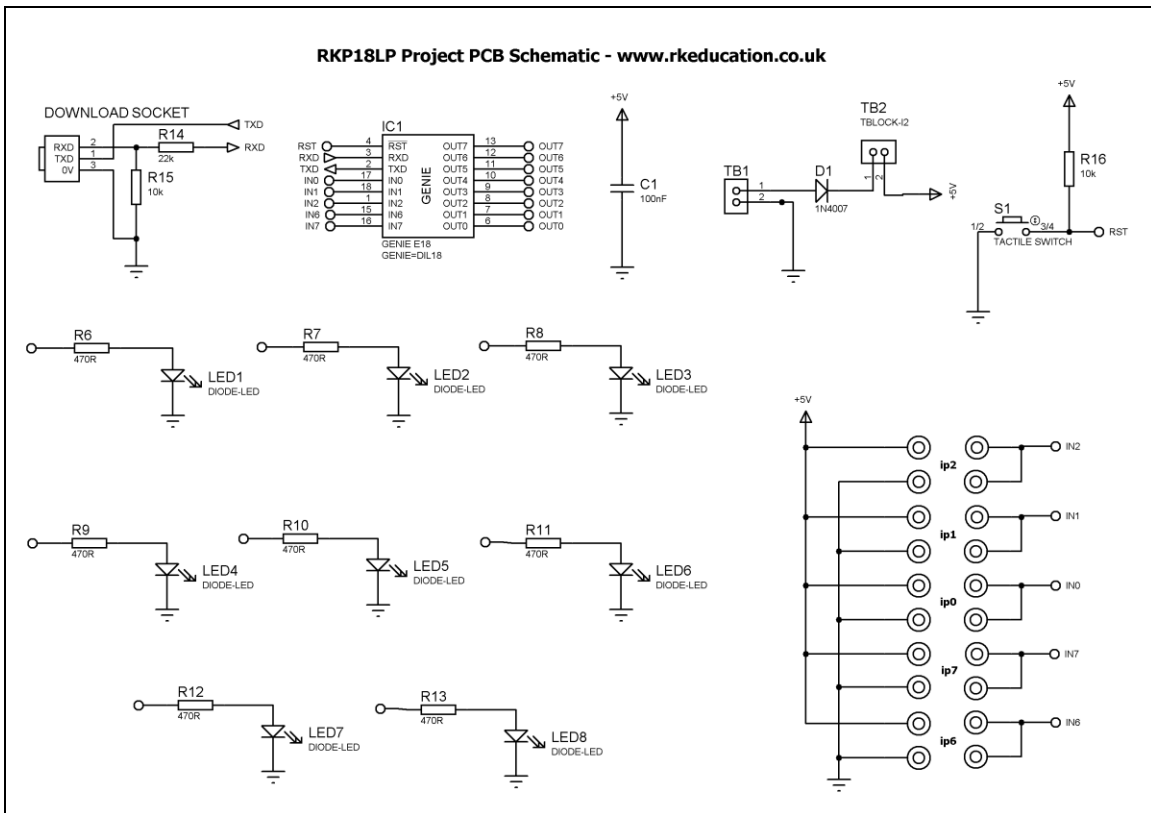 RKP18LP Project PCB Schematic - www.rkeducation.co.uk
DOWNLOAD SOCKET
RXD 2
TXD 1
0V 3
TXD
R14
22k
RXD
R15
10k
IC1
RST 4 RST OUT7 13 OUT7
RXD 3 RXD OUT6 12 OUT6
TXD 2 TXD OUT5 11 OUT5
IN0 17 IN0 OUT4 10 OUT4
IN1 18 IN1 OUT3 9 OUT3
IN2 1 IN2 OUT2 8 OUT2
IN6 15 IN6 OUT1 7 OUT1
IN7 16 IN7 OUT0 6 OUT0
GENIE
GENIE E18
GENIE=DIL18
+5V
C1
100nF
TB1
1
2
D1
1N4007
TB2
TBLOCK-I2
1
2
+5V
+5V
R16
10k
S1
1/2
3/4
TACTILE SWITCH
RST
R6
470R
LED1
DIODE-LED
R7
470R
LED2
DIODE-LED
R8
470R
LED3
DIODE-LED
R9
470R
LED4
DIODE-LED
R10
470R
LED5
DIODE-LED
R11
470R
LED6
DIODE-LED
R12
470R
LED7
DIODE-LED
R13
470R
LED8
DIODE-LED
+5V
ip2
IN2
ip1
IN1
ip0
IN0
ip7
IN7
ip6
IN6